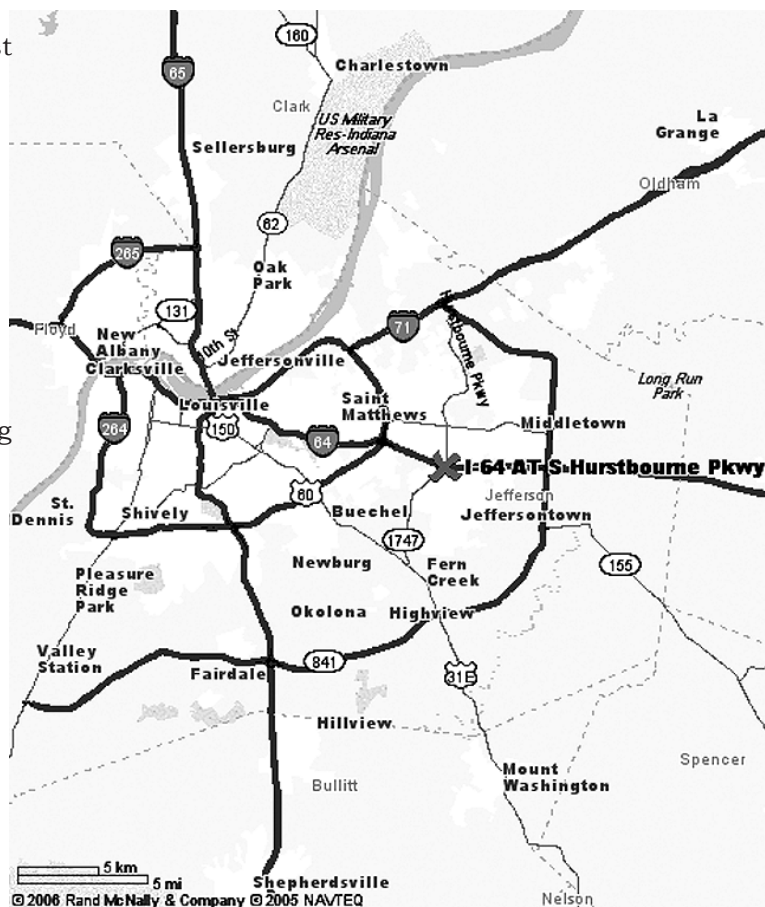 st
160
Charlestown
65
Clark
US Military
Res-Indiana
Arsenal
La
Grange
Sellersburg
Oldham
62
265
Oak
Park
131
10th St
71
Hurstbourne Pkwy
Floyd
New
Albany
Clarksville
Jeffersonville
Long Run
Park
Saint
Matthews
Louisville
150
Middletown
264
64
g
I-64 AT S Hurstbourne Pkwy
60
Jefferson
St.
Dennis
Shively
Buechel
Jeffersontown
1747
Newburg
Fern
Creek
155
Pleasure
Ridge
Park
Okolona
Highview
Valley
Station
841
Fairdale
31E
Hillview
Spencer
Bullitt
Mount
Washington
5 km
5 mi
Shepherdsville
Nelson
© 2006 Rand McNally & Company © 2005 NAVTEQ